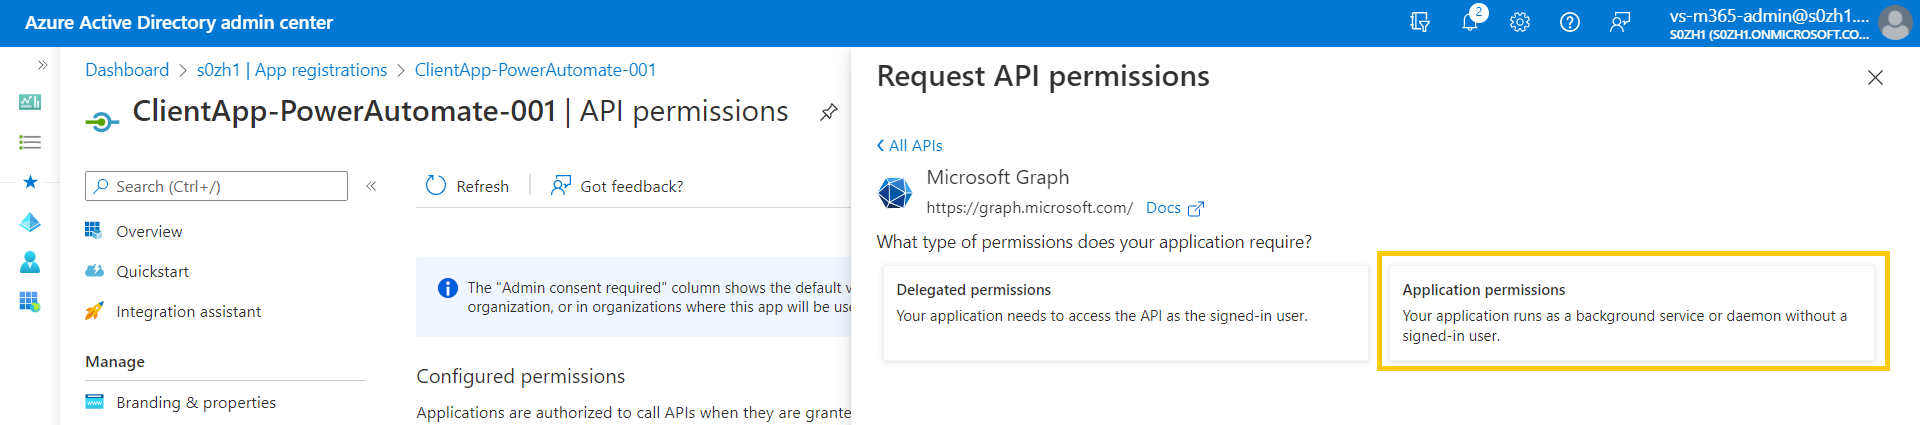 Azure Active Directory admin center
2
vs-m365-admin@s0zh1....
S0ZH1 (S0ZH1.ONMICROSOFT.CO...
Dashboard > s0zh1 | App registrations > ClientApp-PowerAutomate-001
ClientApp-PowerAutomate-001 | API permissions
Search (Ctrl+/)
Overview
Quickstart
Integration assistant
Manage
Branding & properties
Refresh
Got feedback?
The "Admin consent required" column shows the default v
organization, or in organizations where this app will be use
Configured permissions
Applications are authorized to call APIs when they are grante
Request API permissions
All APIs
Microsoft Graph
https://graph.microsoft.com/ Docs
What type of permissions does your application require?
Delegated permissions
Your application needs to access the API as the signed-in user.
Application permissions
Your application runs as a background service or daemon without a
signed-in user.